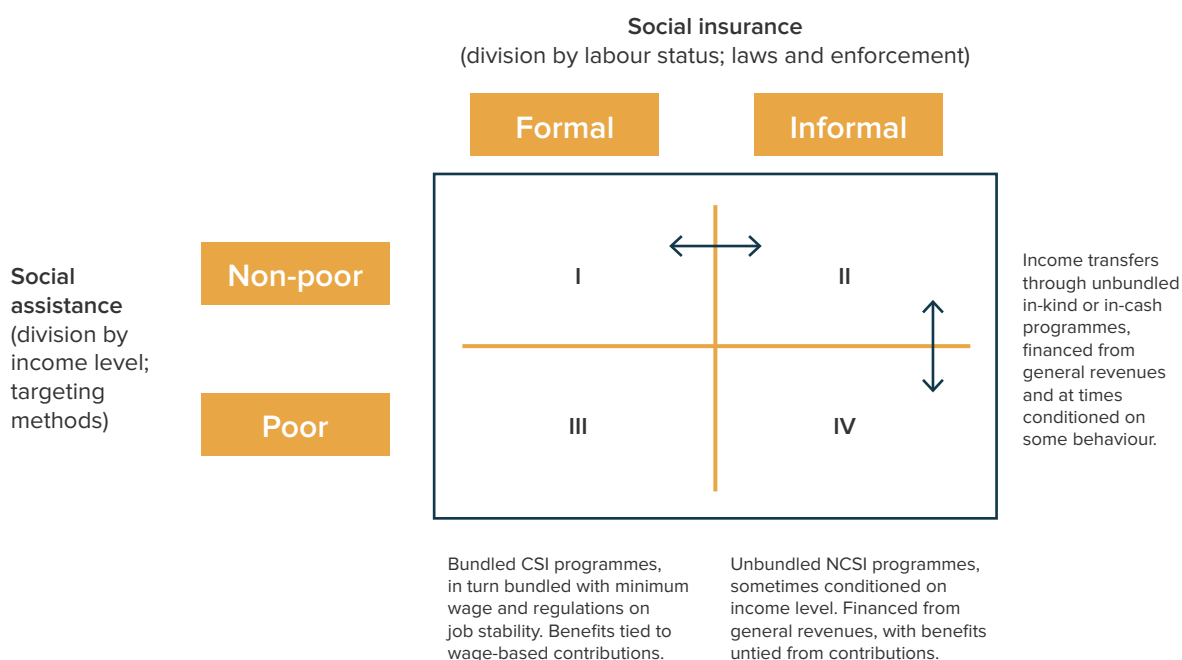 Social insurance
(division by labour status; laws and enforcement)
Formal
Informal
Social
assistance
(division by
income level;
targeting
methods)
Non-poor
Poor
I
II
III
IV
Income transfers
through unbundled
in-kind or in-cash
programmes,
financed from
general revenues
and at times
conditioned on
some behaviour.
Bundled CSI programmes,
in turn bundled with minimum
wage and regulations on
job stability. Benefits tied to
wage-based contributions.
Unbundled NCSI programmes,
sometimes conditioned on
income level. Financed from
general revenues, with benefits
untied from contributions.